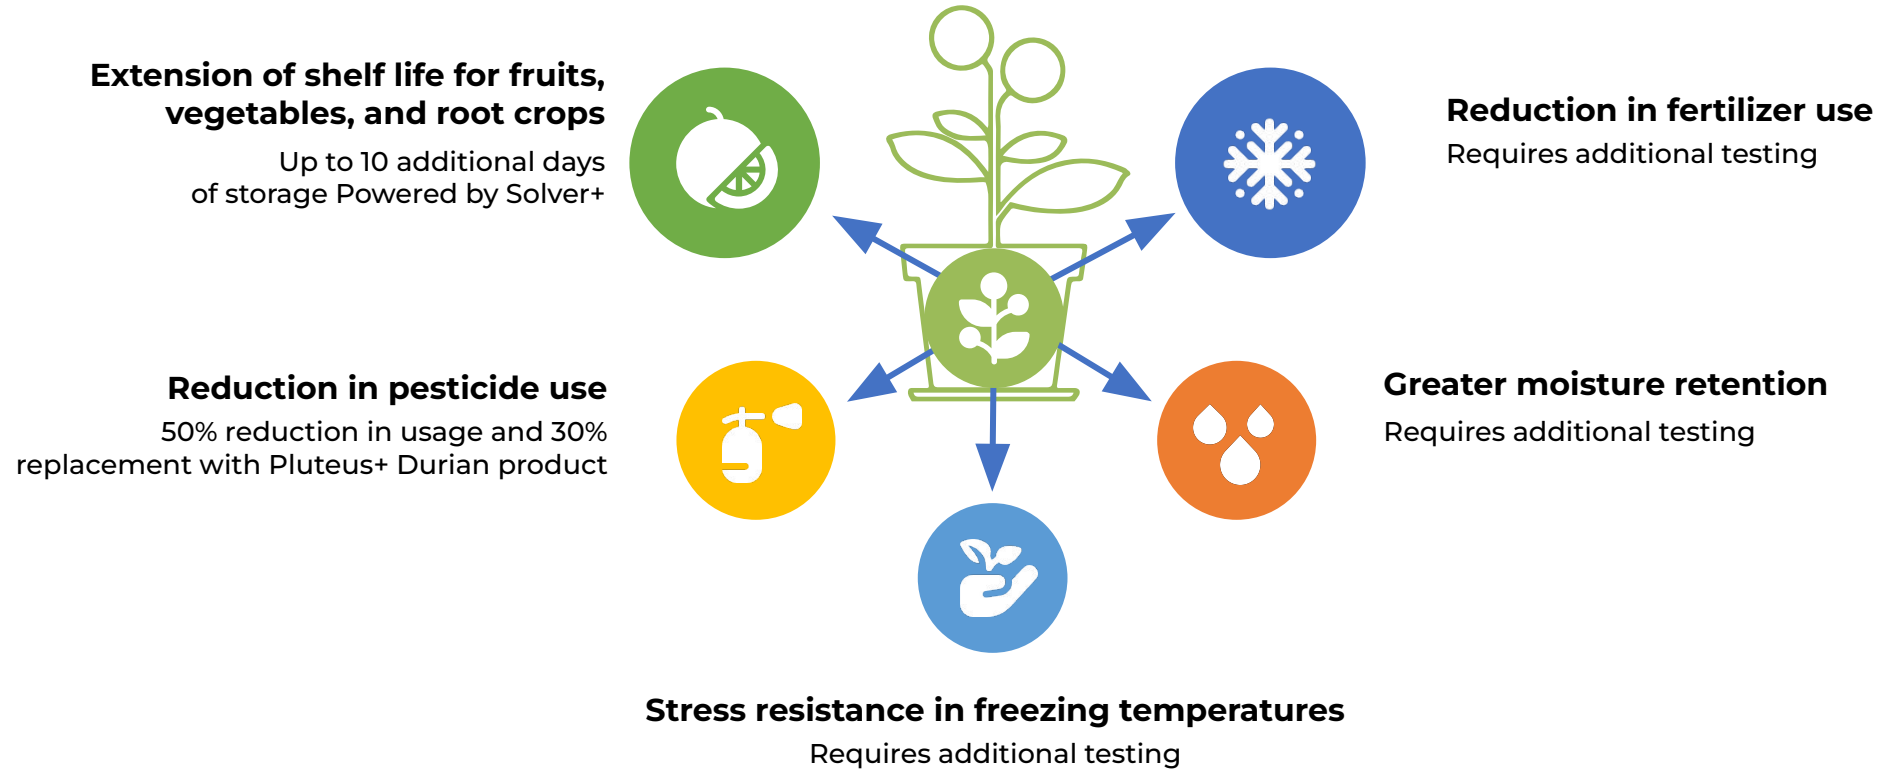 Extension of shelf life for fruits,
vegetables, and root crops
Up to 10 additional days
of storage Powered by Solver+
Reduction in fertilizer use
Requires additional testing
Reduction in pesticide use
50% reduction in usage and 30%
replacement with Pluteus+ Durian product
Greater moisture retention
Requires additional testing
Stress resistance in freezing temperatures
Requires additional testing